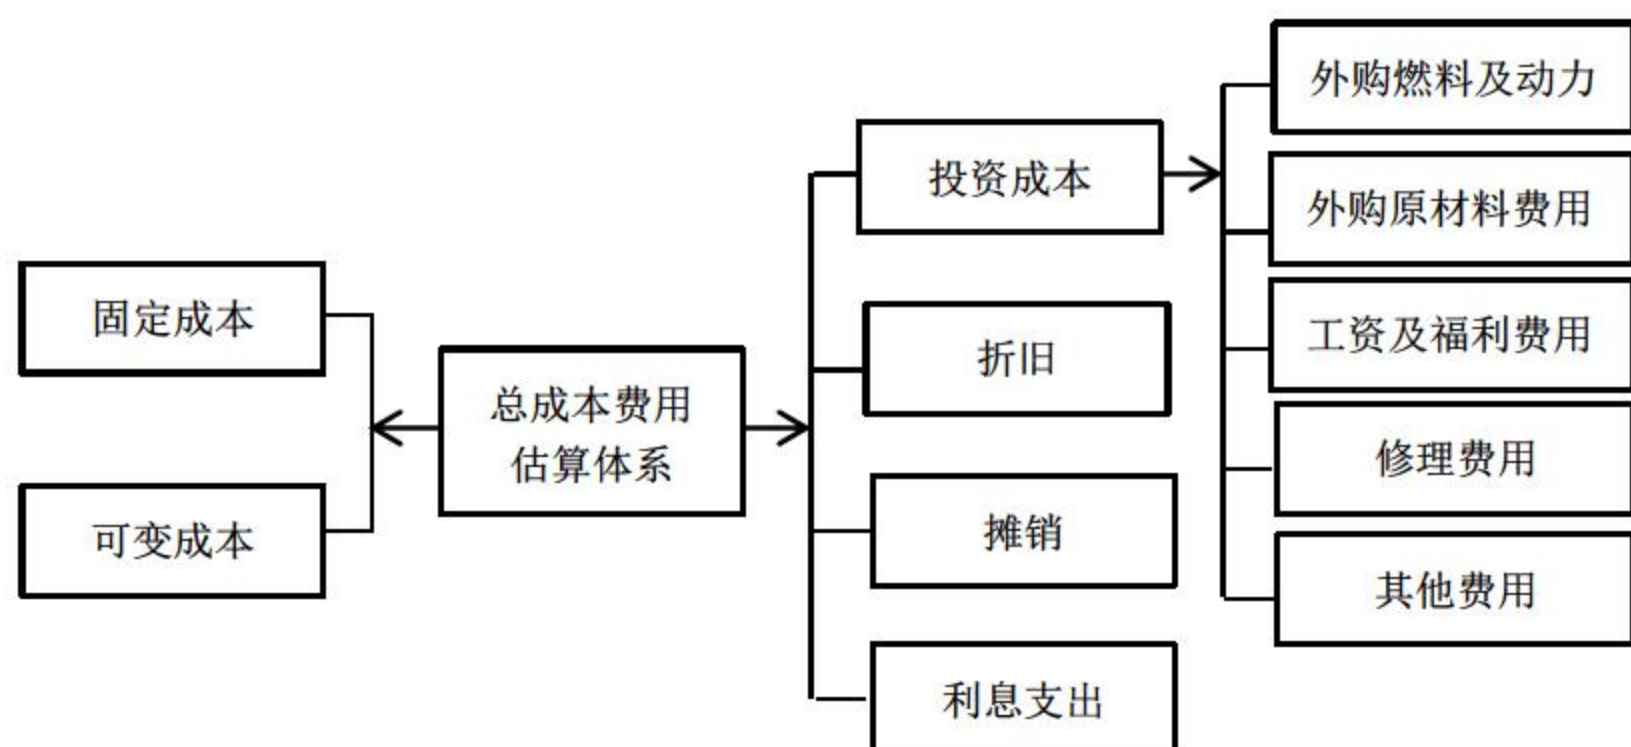 固定成本
可变成本
总成本费用
估算体系
投资成本
折旧
摊销
利息支出
外购燃料及动力
外购原材料费用
工资及福利费用
修理费用
其他费用